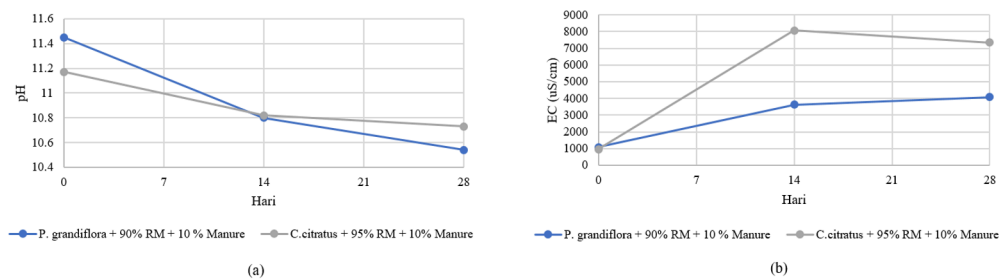 11.6
11.4
11.2
11
10.8
10.6
10.4
pH
0 7 14 21 28
Hari
P. grandiflora + 90% RM + 10 % Manure C.citratus + 95% RM + 10% Manure
(a)
9000
8000
7000
6000
5000
4000
3000
2000
1000
0
EC (uS/cm)
0 7 14 21 28
Hari
P. grandiflora + 90% RM + 10 % Manure C.citratus + 95% RM + 10% Manure
(b)